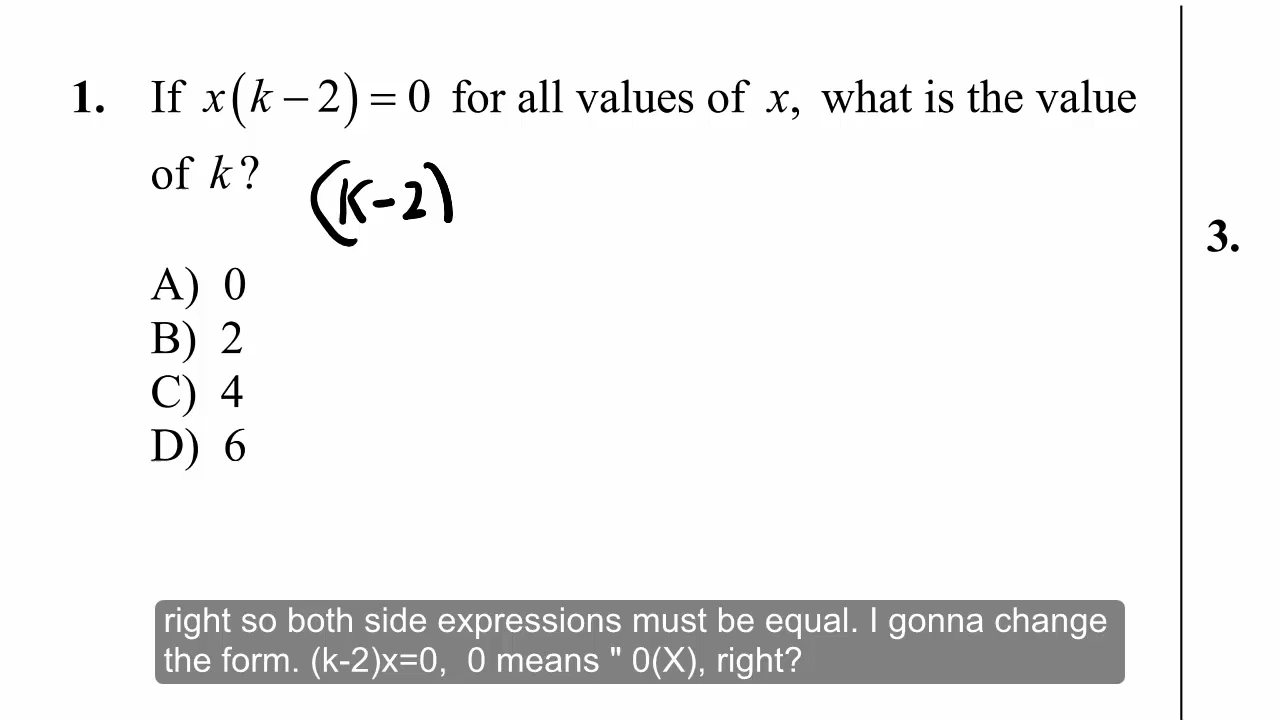 1. If x(k − 2) = 0 for all values of x, what is the value
of k?
(k-2)
3.
A) 0
B) 2
C) 4
D) 6
right so both side expressions must be equal. I gonna change
the form. (k-2)x=0,  0 means " 0(X), right?